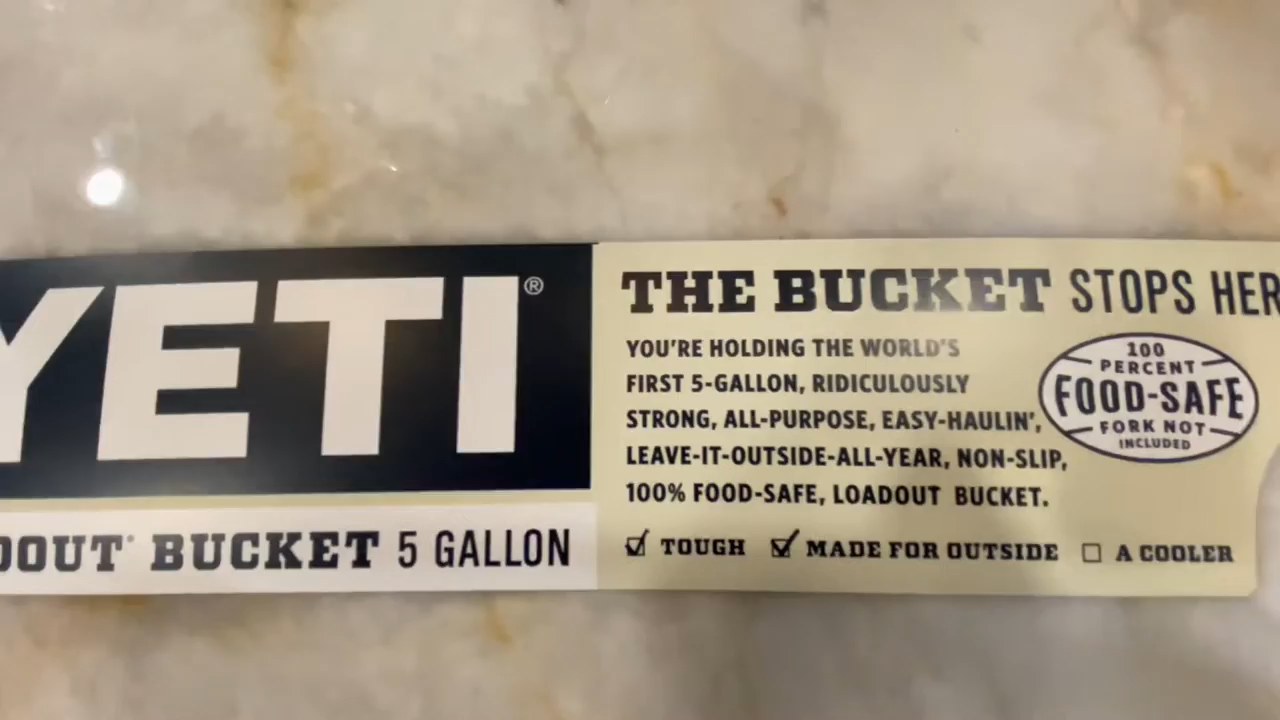 YETI®
DOUT BUCKET 5 GALLON
THE BUCKET STOPS HER
YOU'RE HOLDING THE WORLD'S
FIRST 5-GALLON, RIDICULOUSLY
STRONG, ALL-PURPOSE, EASY-HAULIN',
LEAVE-IT-OUTSIDE-ALL-YEAR, NON-SLIP,
100% FOOD-SAFE, LOADOUT BUCKET.
100
PERCENT
FOOD-SAFE
FORK NOT
INCLUDED
☑ TOUGH ☑ MADE FOR OUTSIDE ☐ A COOLER